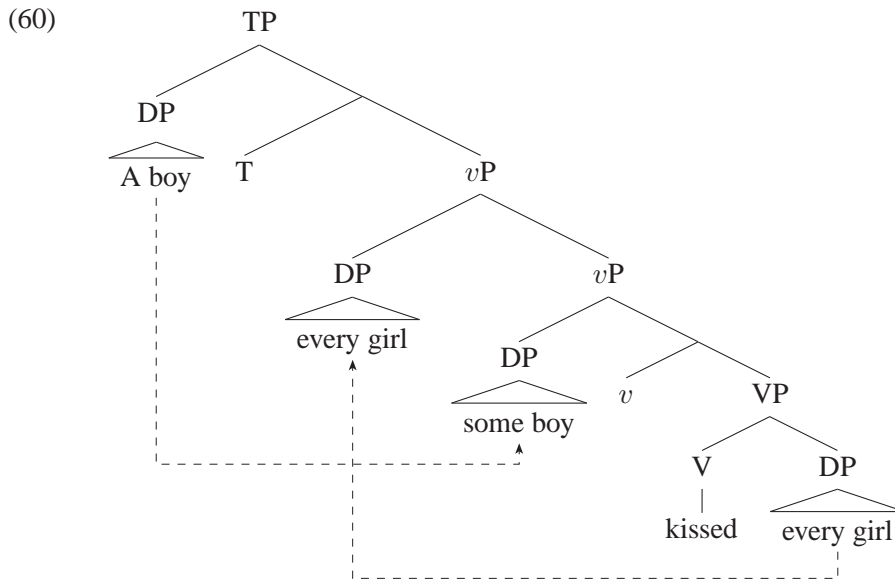 (60)
TP
DP
A boy
T
vP
DP
every girl
vP
DP
some boy
v
VP
V
kissed
DP
every girl